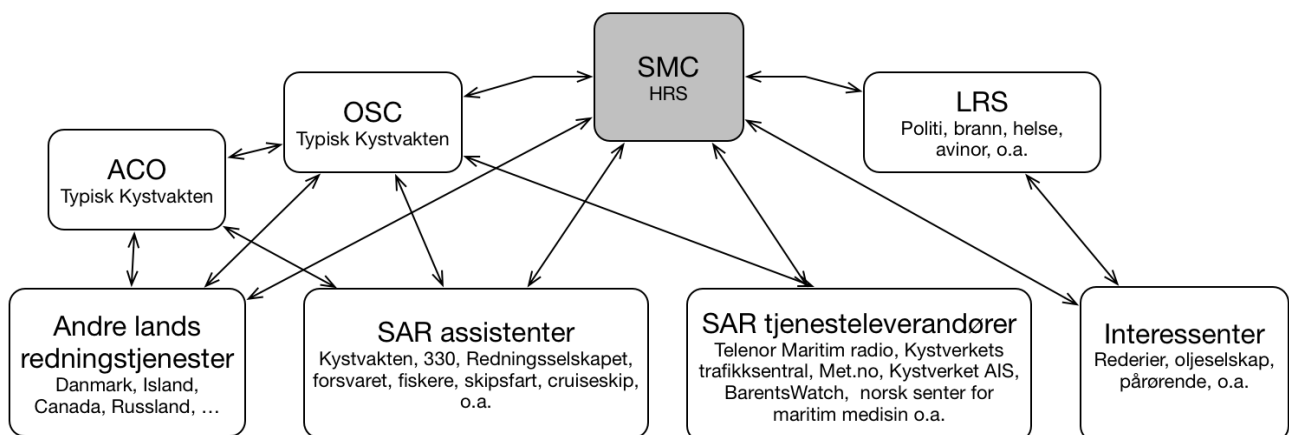 SMC
HRS
OSC
Typisk Kystvakten
LRS
Politi, brann, helse,
avinor, o.a.
ACO
Typisk Kystvakten
Andre lands
redningstjenester
Danmark, Island,
Canada, Russland, …
SAR assistenter
Kystvakten, 330, Redningsselskapet,
forsvaret, fiskere, skipsfart, cruiseskip,
o.a.
SAR tjenesteleverandører
Telenor Maritim radio, Kystverkets
trafikksentral, Met.no, Kystverket AIS,
BarentsWatch, norsk senter for
maritim medisin o.a.
Interessenter
Rederier, oljeselskap,
pårørende, o.a.